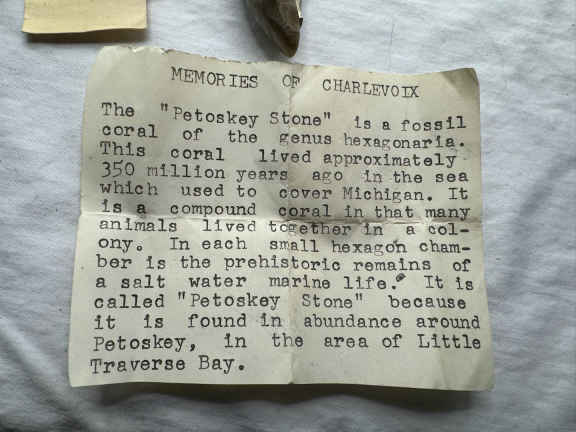 MEMORIES OF CHARLEVOIX
The "Petoskey Stone" is a fossil
coral of the genus hexagonaria.
This coral lived approximately
350 million years ago in the sea
which used to cover Michigan. It
is a compound coral in that many
animals lived together in a col-
ony. In each small hexagon cham-
ber is the prehistoric remains of
a salt water marine life. It is
called "Petoskey Stone" because
it is found in abundance around
Petoskey, in the area of Little
Traverse Bay.